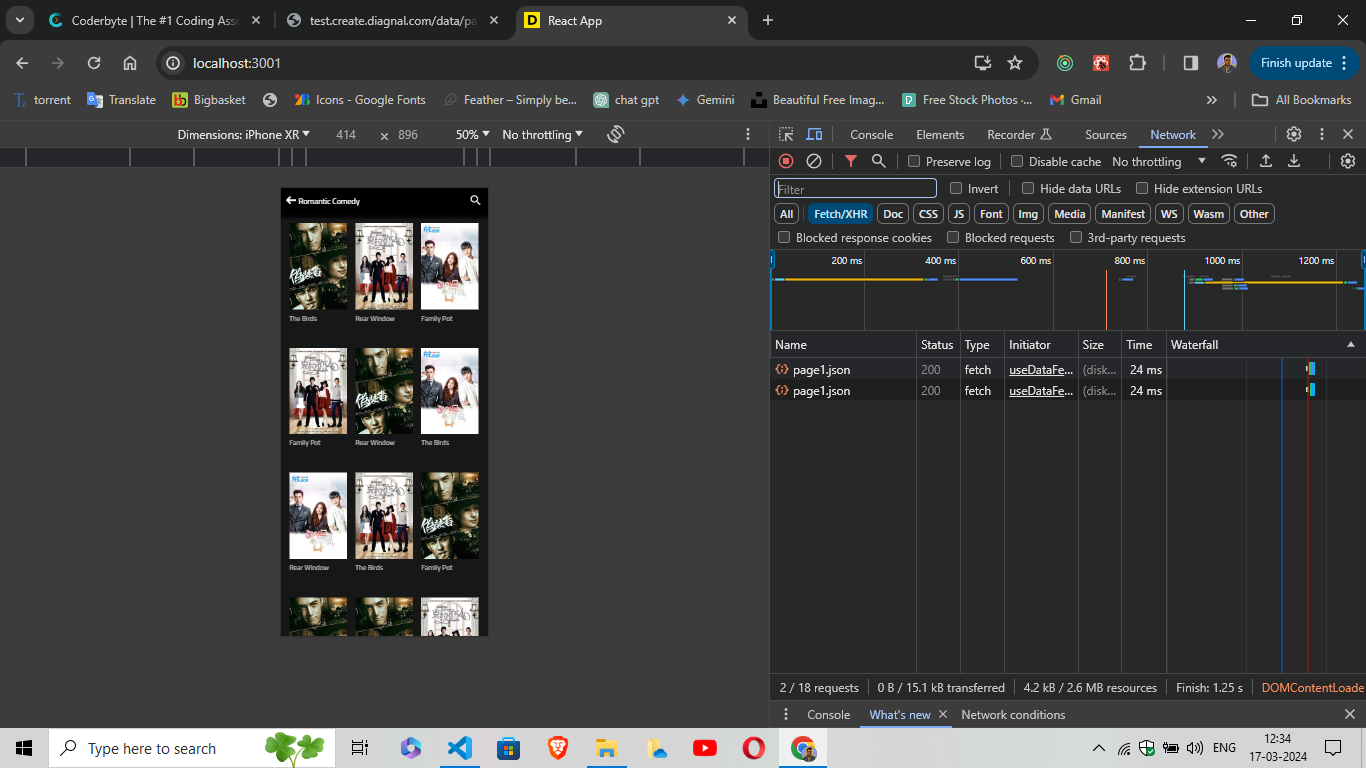 Coderbyte | The #1 Coding Asse
test.create.diagnal.com/data/pa
React App
localhost:3001
Finish update
torrent
Translate
Bigbasket
Icons - Google Fonts
Feather – Simply be...
chat gpt
Gemini
Beautiful Free Imag...
Free Stock Photos ·...
Gmail
All Bookmarks
Dimensions: iPhone XR 414 × 896 50% No throttling
Console Elements Recorder Sources Network
Preserve log Disable cache No throttling
Filter Invert Hide data URLs Hide extension URLs
All Fetch/XHR Doc CSS JS Font Img Media Manifest WS Wasm Other
Blocked response cookies Blocked requests 3rd-party requests
200 ms 400 ms 600 ms 800 ms 1000 ms 1200 ms
Name Status Type Initiator Size Time Waterfall
page1.json 200 fetch useDataFe... (disk... 24 ms
page1.json 200 fetch useDataFe... (disk... 24 ms
Romantic Comedy
The Birds Rear Window Family Pot
Family Pot Rear Window The Birds
Rear Window The Birds Family Pot
2 / 18 requests 0 B / 15.1 kB transferred 4.2 kB / 2.6 MB resources Finish: 1.25 s DOMContentLoade
Console What's new Network conditions
Type here to search
ENG
12:34
17-03-2024